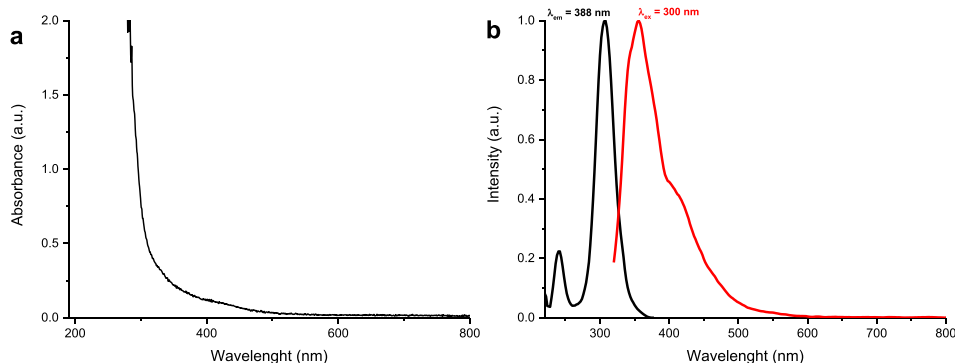 a
2.0
1.5
1.0
0.5
0.0
Absorbance (a.u.)
200
400
600
800
Wavelenght (nm)
b
λem = 388 nm
λex = 300 nm
1.0
0.8
0.6
0.4
0.2
0.0
Intensity (a.u.)
300
400
500
600
700
800
Wavelenght (nm)